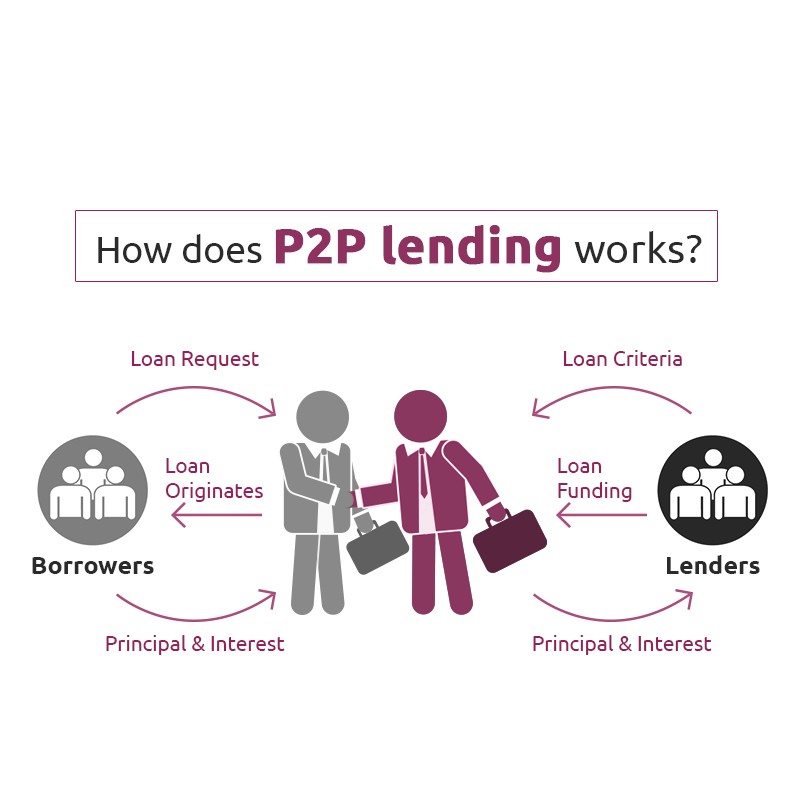 How does P2P lending works?
Loan Request
Loan Criteria
Loan
Originates
Loan
Funding
Borrowers
Lenders
Principal & Interest
Principal & Interest